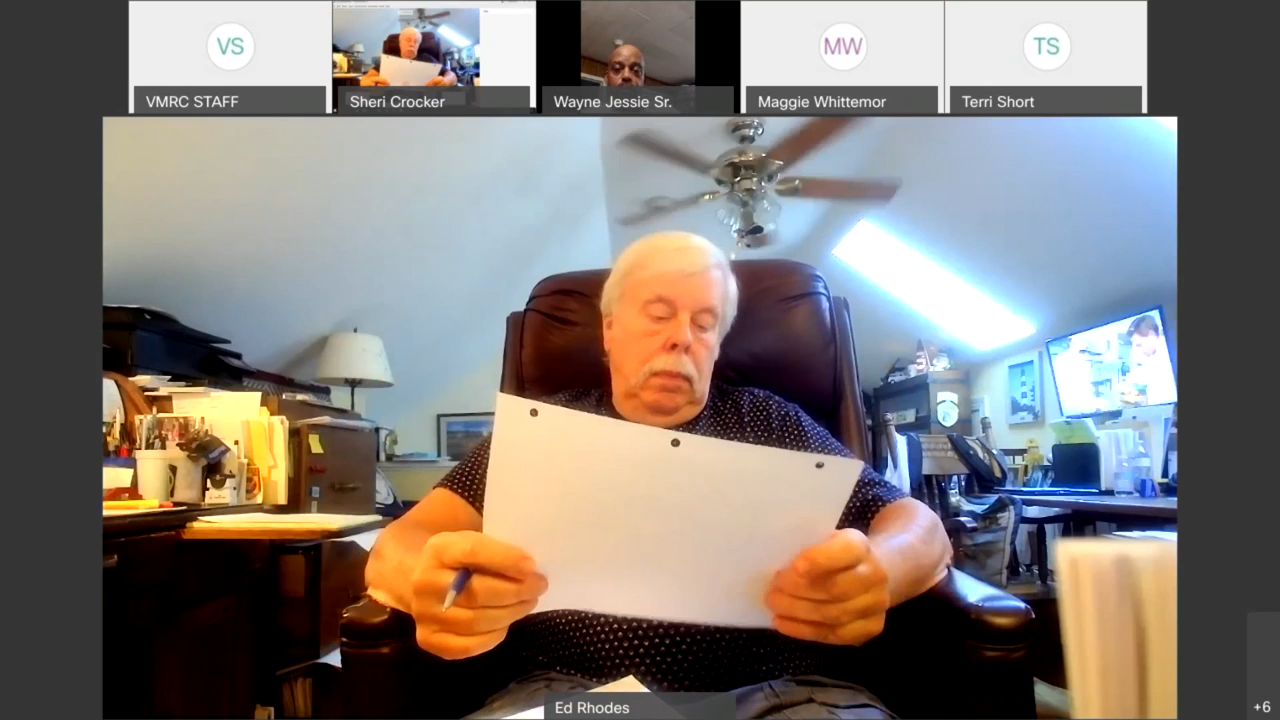 VS
MW
TS
VMRC STAFF
Sheri Crocker
Wayne Jessie Sr.
Maggie Whittemor
Terri Short
Ed Rhodes
+6